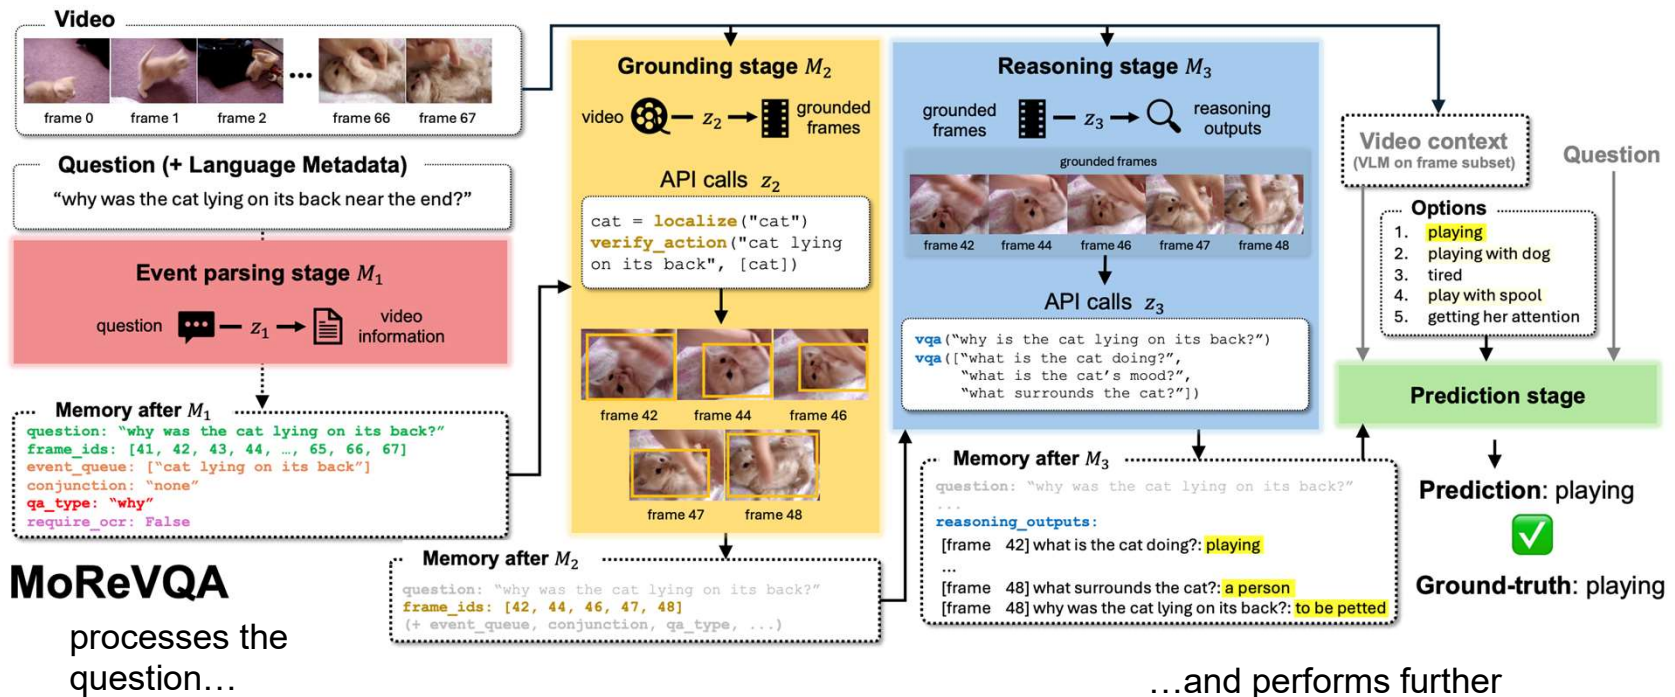 Video
frame 0
frame 1
frame 2
...
frame 66
frame 67
Question (+ Language Metadata)
“why was the cat lying on its back near the end?”
Event parsing stage M₁
question
z₁
video
information
Memory after M₁
question: “why was the cat lying on its back?”
frame_ids: [41, 42, 43, 44, …, 65, 66, 67]
event_queue: ["cat lying on its back"]
conjunction: “none”
qa_type: “why”
require_ocr: False
MoReVQA
processes the
question…
Grounding stage M₂
video
z₂
grounded
frames
API calls z₂
cat = localize("cat")
verify_action("cat lying
on its back", [cat])
frame 42
frame 44
frame 46
frame 47
frame 48
Memory after M₂
question: “why was the cat lying on its back?”
frame_ids: [42, 44, 46, 47, 48]
(+ event_queue, conjunction, qa_type, ...)
Reasoning stage M₃
grounded
frames
z₃
reasoning
outputs
grounded frames
frame 42
frame 44
frame 46
frame 47
frame 48
API calls z₃
vqa(“why is the cat lying on its back?”)
vqa([“what is the cat doing?”,
“what is the cat’s mood?”,
“what surrounds the cat?”])
Memory after M₃
question: “why was the cat lying on its back?”
...
reasoning_outputs:
[frame 42] what is the cat doing?: playing
...
[frame 48] what surrounds the cat?: a person
[frame 48] why was the cat lying on its back?: to be petted
Video context
(VLM on frame subset)
Question
Options
1. playing
2. playing with dog
3. tired
4. play with spool
5. getting her attention
Prediction stage
Prediction: playing
Ground-truth: playing
…and performs further